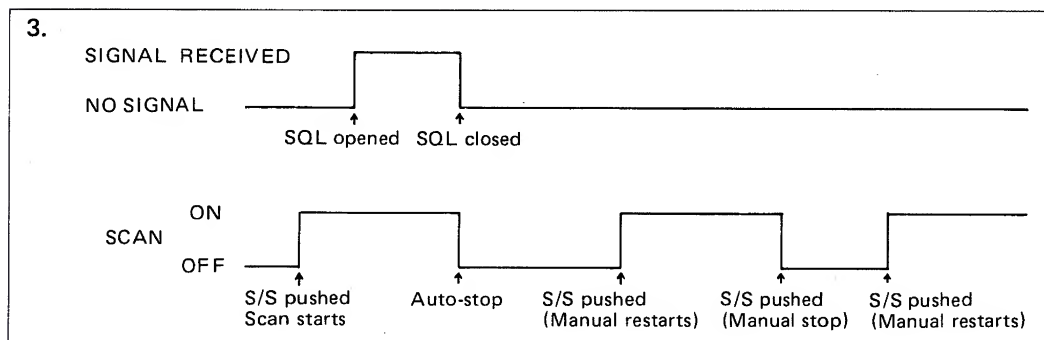 3.
SIGNAL RECEIVED
NO SIGNAL
SQL opened SQL closed
ON
SCAN
OFF
S/S pushed
Scan starts
Auto-stop
S/S pushed
(Manual restarts)
S/S pushed
(Manual stop)
S/S pushed
(Manual restarts)